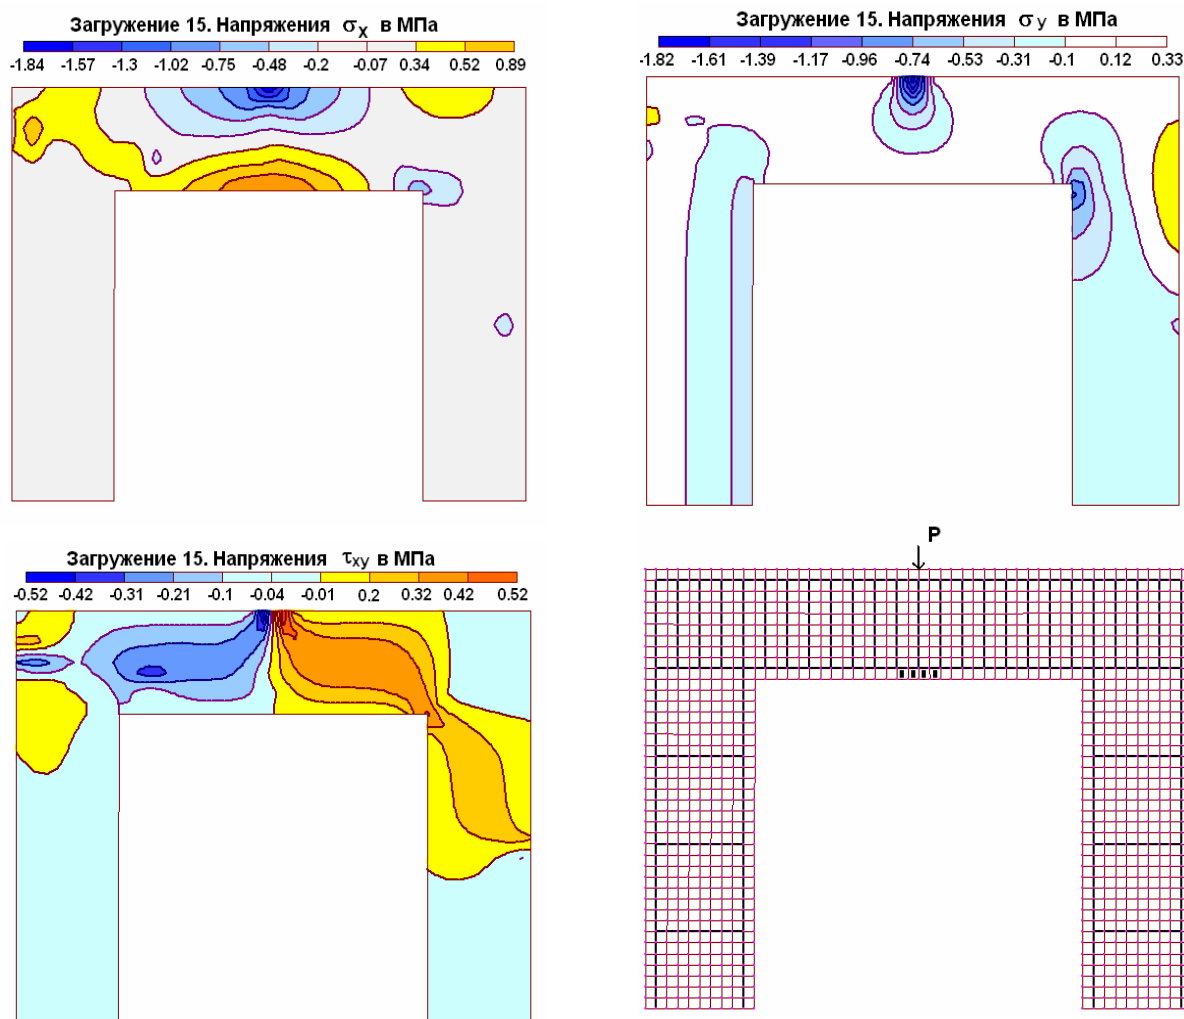 Загружение 15. Напряжения σx в МПа
-1.84 -1.57 -1.3 -1.02 -0.75 -0.48 -0.2 -0.07 0.34 0.52 0.89
Загружение 15. Напряжения σy в МПа
-1.82 -1.61 -1.39 -1.17 -0.96 -0.74 -0.53 -0.31 -0.1 0.12 0.33
Загружение 15. Напряжения τxy в МПа
-0.52 -0.42 -0.31 -0.21 -0.1 -0.04 -0.01 0.2 0.32 0.42 0.52
P